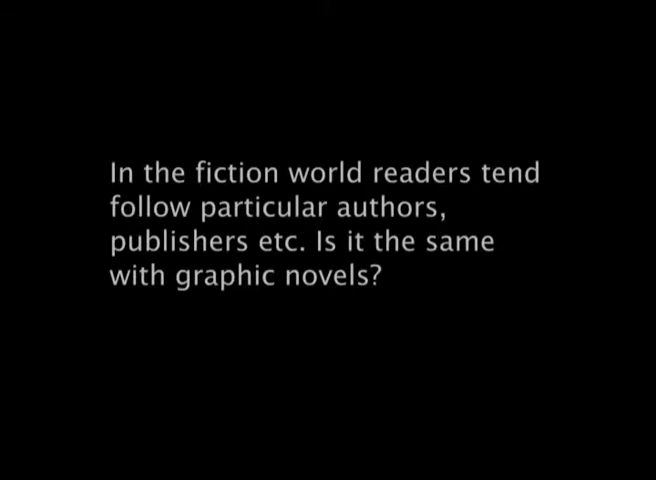 In the fiction world readers tend
follow particular authors,
publishers etc. Is it the same
with graphic novels?